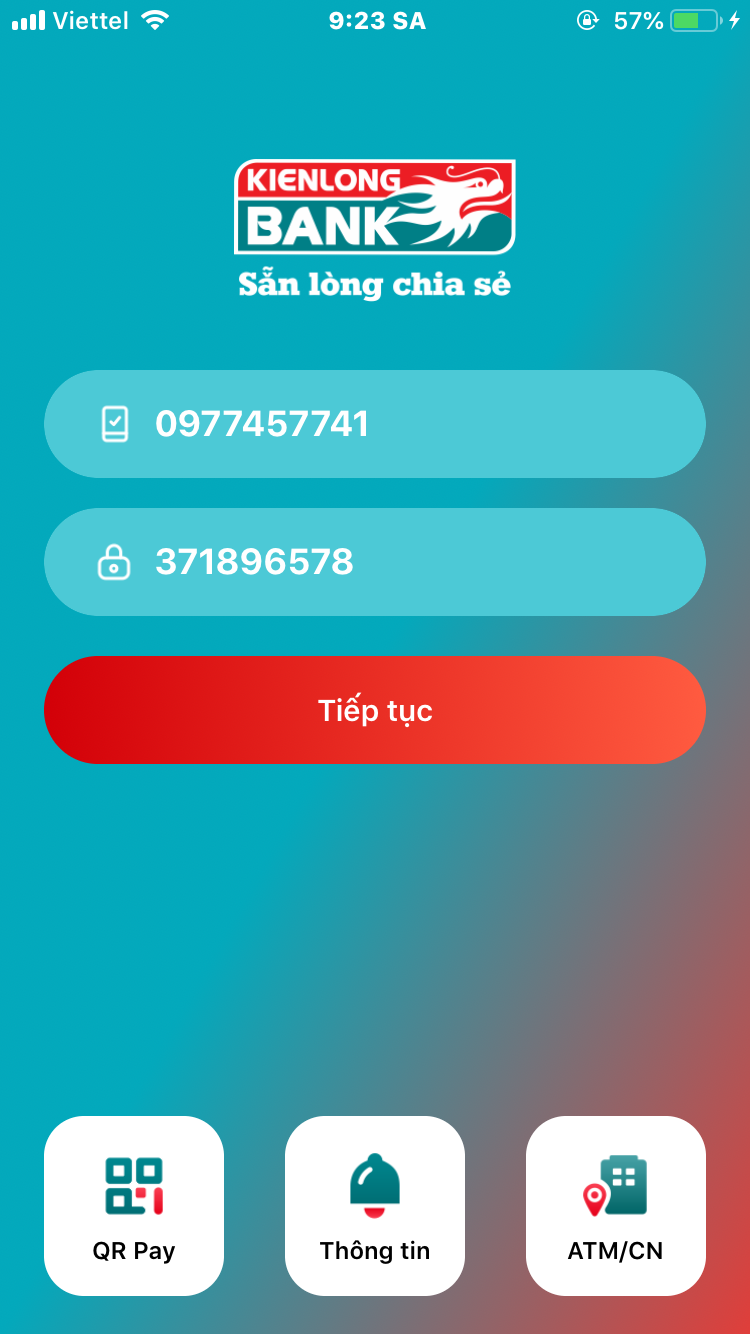 Viettel 9:23 SA 57%
KIENLONG
BANK
Sẵn lòng chia sẻ
0977457741
371896578
Tiếp tục
QR Pay Thông tin ATM/CN